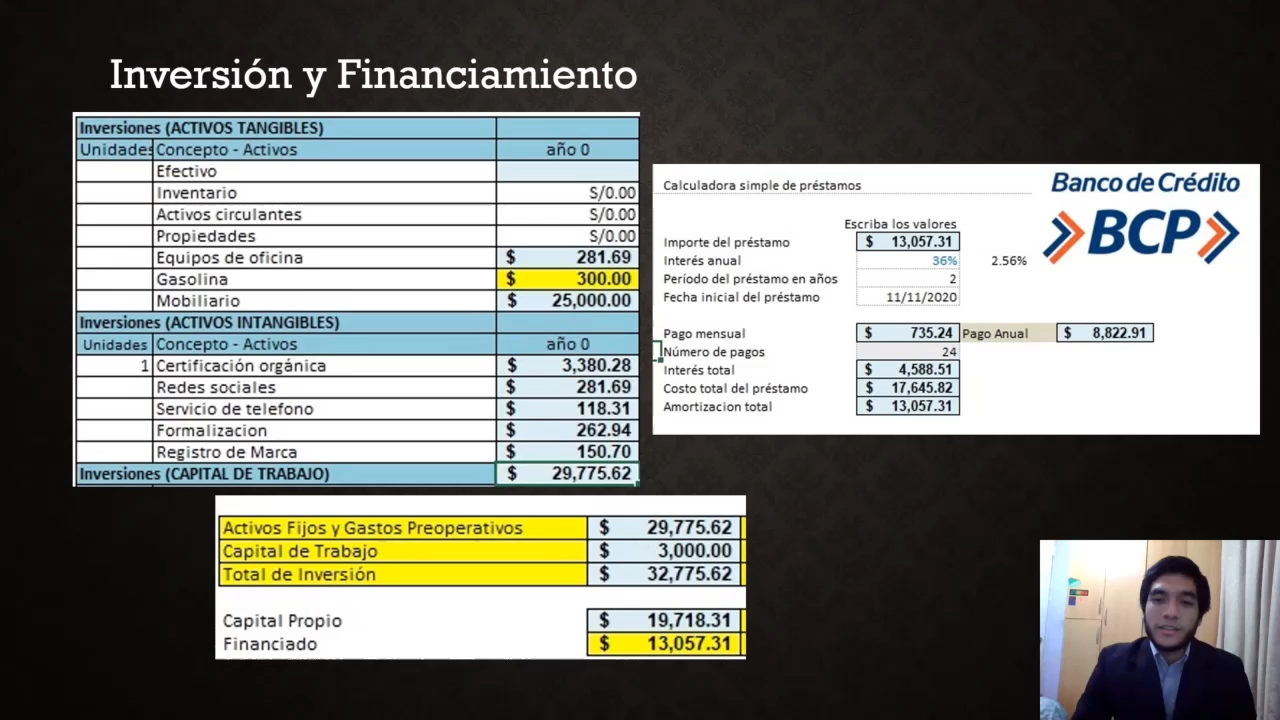 Inversión y Financiamiento
Inversiones (ACTIVOS TANGIBLES)
Unidades Concepto - Activos año 0
Efectivo
Inventario S/0.00
Activos circulantes S/0.00
Propiedades S/0.00
Equipos de oficina $ 281.69
Gasolina $ 300.00
Mobiliario $ 25,000.00
Inversiones (ACTIVOS INTANGIBLES)
Unidades Concepto - Activos año 0
1 Certificación orgánica $ 3,380.28
Redes sociales $ 281.69
Servicio de telefono $ 118.31
Formalizacion $ 262.94
Registro de Marca $ 150.70
Inversiones (CAPITAL DE TRABAJO) $ 29,775.62
Calculadora simple de préstamos
Banco de Crédito
BCP
Escriba los valores
Importe del préstamo $ 13,057.31
Interés anual 36% 2.56%
Período del préstamo en años 2
Fecha inicial del préstamo 11/11/2020
Pago mensual $ 735.24 Pago Anual $ 8,822.91
Número de pagos 24
Interés total $ 4,588.51
Costo total del préstamo $ 17,645.82
Amortizacion total $ 13,057.31
Activos Fijos y Gastos Preoperativos $ 29,775.62
Capital de Trabajo $ 3,000.00
Total de Inversión $ 32,775.62
Capital Propio $ 19,718.31
Financiado $ 13,057.31